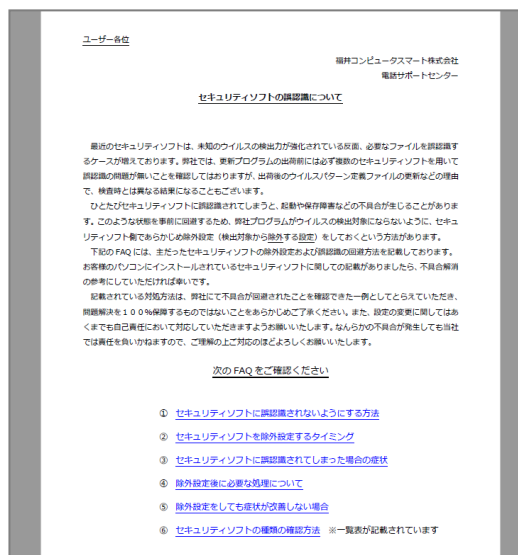 ユーザー各位
福井コンピュータスマート株式会社
電話サポートセンター
セキュリティソフトの誤認識について
最近のセキュリティソフトは、未知のウイルスの検出力が強化されている反面、必要なファイルを誤認識す
るケースが増えております。弊社では、更新プログラムの出荷前には必ず複数のセキュリティソフトを用いて
誤認識の問題が無いことを確認してはおりますが、出荷後のウイルスパターン定義ファイルの更新などの理由
で、検査時とは異なる結果になることもございます。
ひとたびセキュリティソフトに誤認識されてしまうと、起動や保存障害などの不具合が生じることがありま
す。このような状態を事前に回避するため、弊社プログラムがウイルスの検出対象にならないように、セキュ
リティソフト側であらかじめ除外設定（検出対象から除外する設定）をしておくという方法があります。
下記の FAQ には、主だったセキュリティソフトの除外設定および誤認識の回避方法を記載しております。
お客様のパソコンにインストールされているセキュリティソフトに関しての記載がありましたら、不具合解消
の参考にしていただければ幸いです。
記載されている対処方法は、弊社にて不具合が回避されたことを確認できた一例としてとらえていただき、
問題解決を１００％保障するものではないことをあらかじめご了承ください。また、設定の変更に関してはあ
くまでも自己責任において対応していただきますようお願いいたします。なんらかの不具合が発生しても当社
では責任を負いかねますので、ご理解の上ご対応のほどよろしくお願いいたします。
次の FAQ をご確認ください
① セキュリティソフトに誤認識されないようにする方法
② セキュリティソフトを除外設定するタイミング
③ セキュリティソフトに誤認識されてしまった場合の症状
④ 除外設定後に必要な処理について
⑤ 除外設定をしても症状が改善しない場合
⑥ セキュリティソフトの種類の確認方法 ※一覧表が記載されています